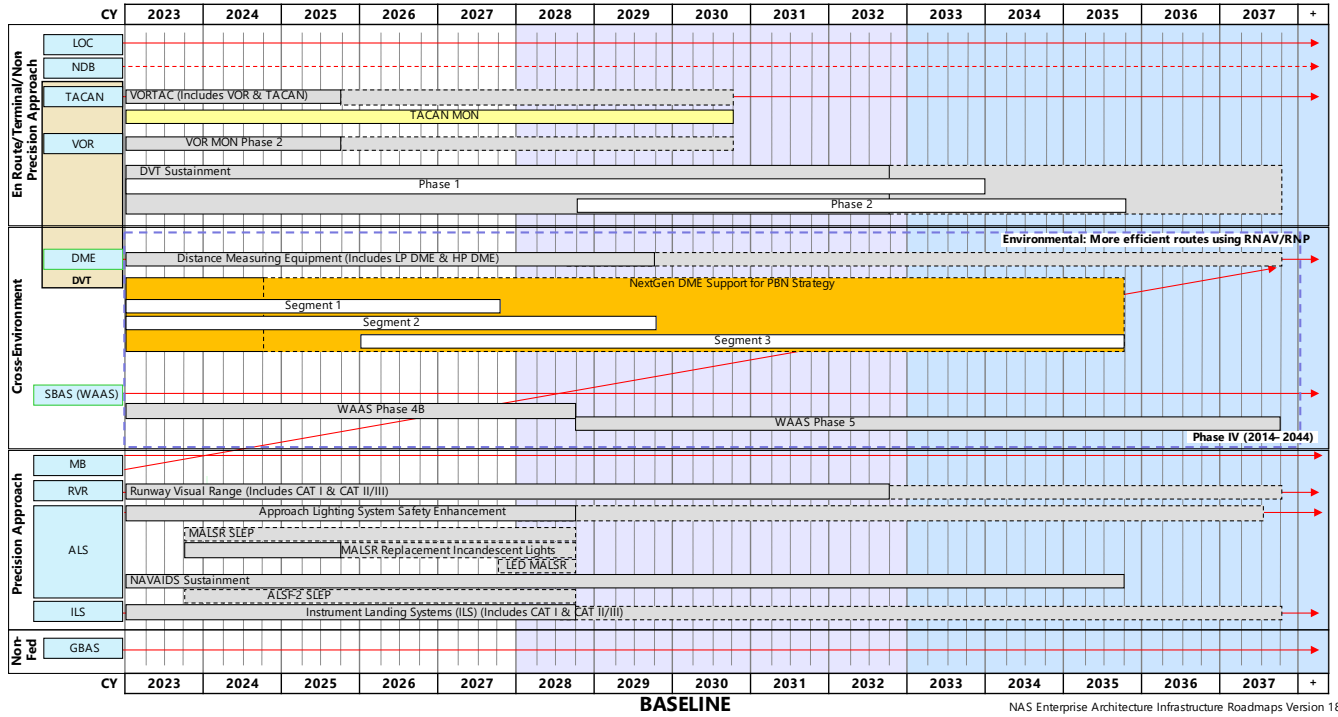 CY 2023 2024 2025 2026 2027 2028 2029 2030 2031 2032 2033 2034 2035 2036 2037 +
En Route/Terminal/Non
Precision Approach
LOC
NDB
TACAN
VORTAC (Includes VOR & TACAN)
TACAN MON
VOR
VOR MON Phase 2
DVT Sustainment
Phase 1
Phase 2
Cross-Environment
Environmental: More efficient routes using RNAV/RNP
DME
Distance Measuring Equipment (Includes LP DME & HP DME)
DVT
NextGen DME Support for PBN Strategy
Segment 1
Segment 2
Segment 3
SBAS (WAAS)
WAAS Phase 4B
WAAS Phase 5
Phase IV (2014–2044)
Precision Approach
MB
RVR
Runway Visual Range (Includes CAT I & CAT II/III)
Approach Lighting System Safety Enhancement
MALSR SLEP
ALS
MALSR Replacement Incandescent Lights
LED MALSR
NAVAIDS Sustainment
ALSF-2 SLEP
ILS
Instrument Landing Systems (ILS) (Includes CAT I & CAT II/III)
Non-
Fed
GBAS
CY 2023 2024 2025 2026 2027 2028 2029 2030 2031 2032 2033 2034 2035 2036 2037 +
BASELINE
NAS Enterprise Architecture Infrastructure Roadmaps Version